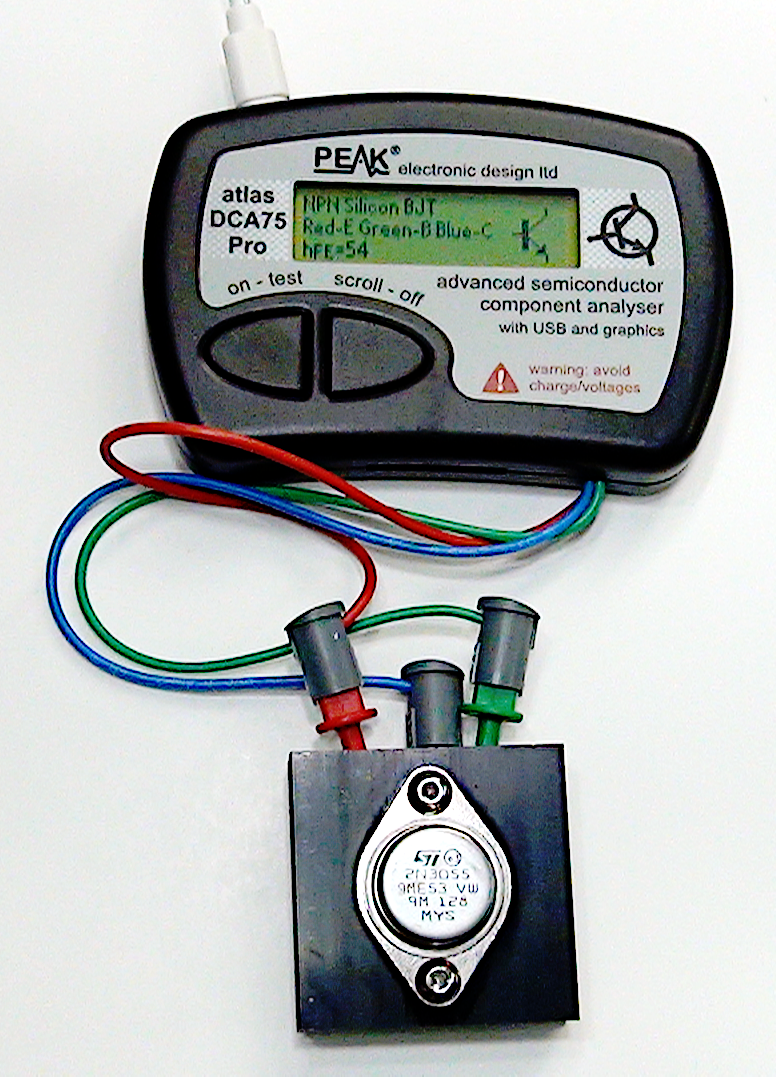 PEAK® electronic design ltd
atlas
DCA75
Pro
NPN Silicon BJT
Red-E Green-B Blue-C
hFE=54
on - test scroll - off
advanced semiconductor
component analyser
with USB and graphics
warning: avoid
charge/voltages
ST
2N3055
9ME53 VW
9M 128
MYS